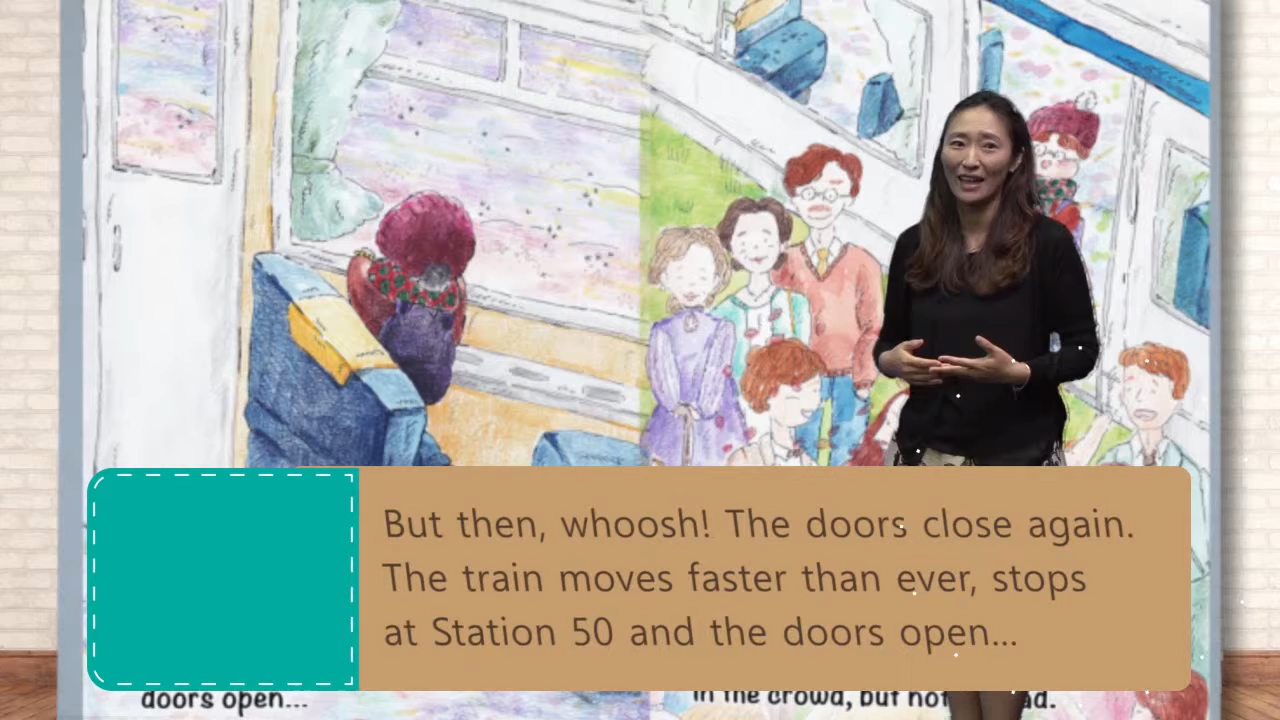 But then, whoosh! The doors close again.
The train moves faster than ever, stops
at Station 50 and the doors open...
doors open...
in the crowd, but not